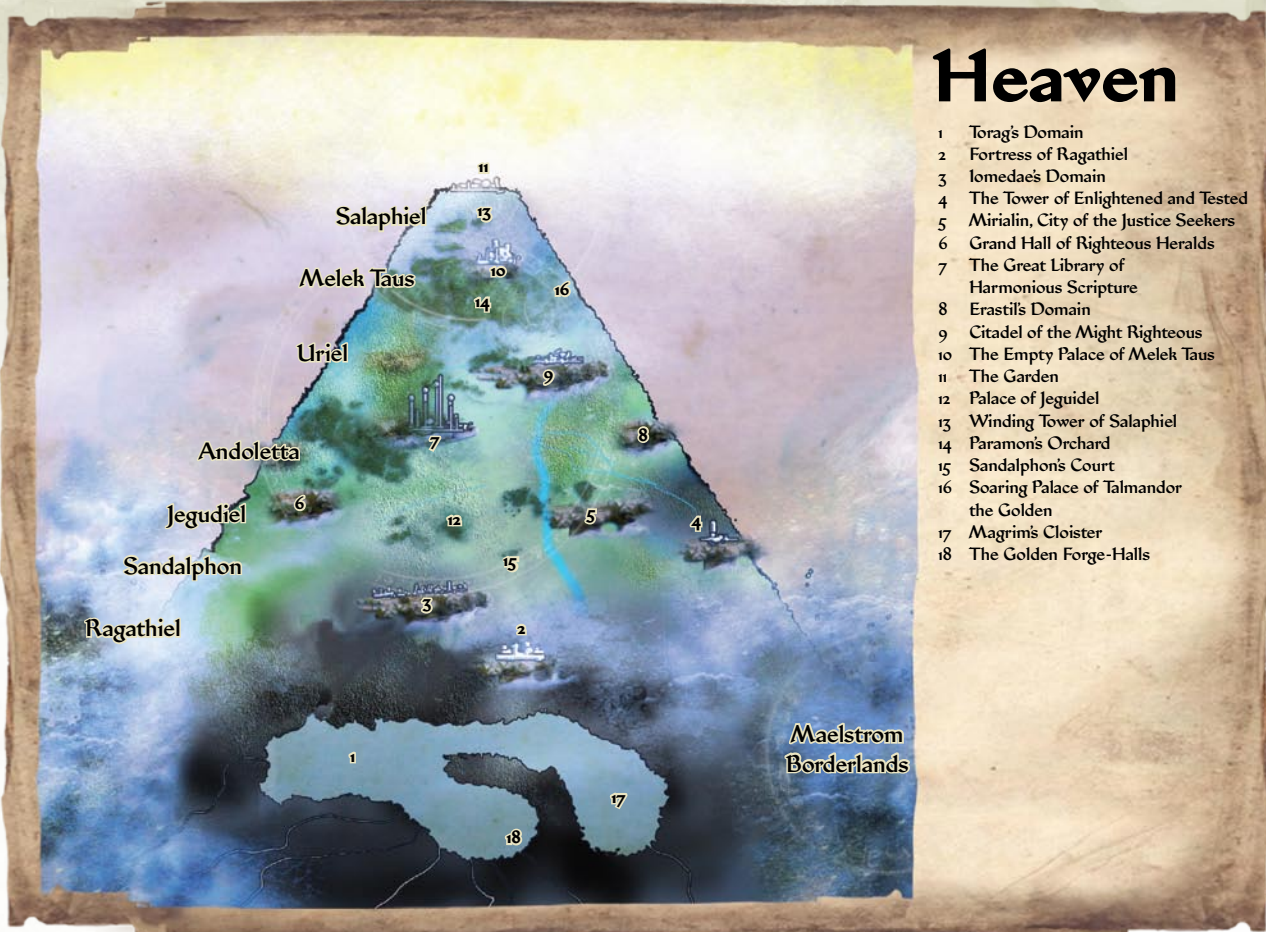 Heaven
1 Torag's Domain
2 Fortress of Ragathiel
3 Iomedae's Domain
4 The Tower of Enlightened and Tested
5 Mirialin, City of the Justice Seekers
6 Grand Hall of Righteous Heralds
7 The Great Library of
Harmonious Scripture
8 Erastil's Domain
9 Citadel of the Might Righteous
10 The Empty Palace of Melek Taus
11 The Garden
12 Palace of Jeguidel
13 Winding Tower of Salaphiel
14 Paramon's Orchard
15 Sandalphon's Court
16 Soaring Palace of Talmandor
the Golden
17 Magrim's Cloister
18 The Golden Forge-Halls
11
Salaphiel
13
Melek Taus
10
16
14
Uriel
9
7
8
Andoletta
6
Jegudiel
12
5
4
Sandalphon
15
3
Ragathiel
2
Maelstrom
Borderlands
1
17
18